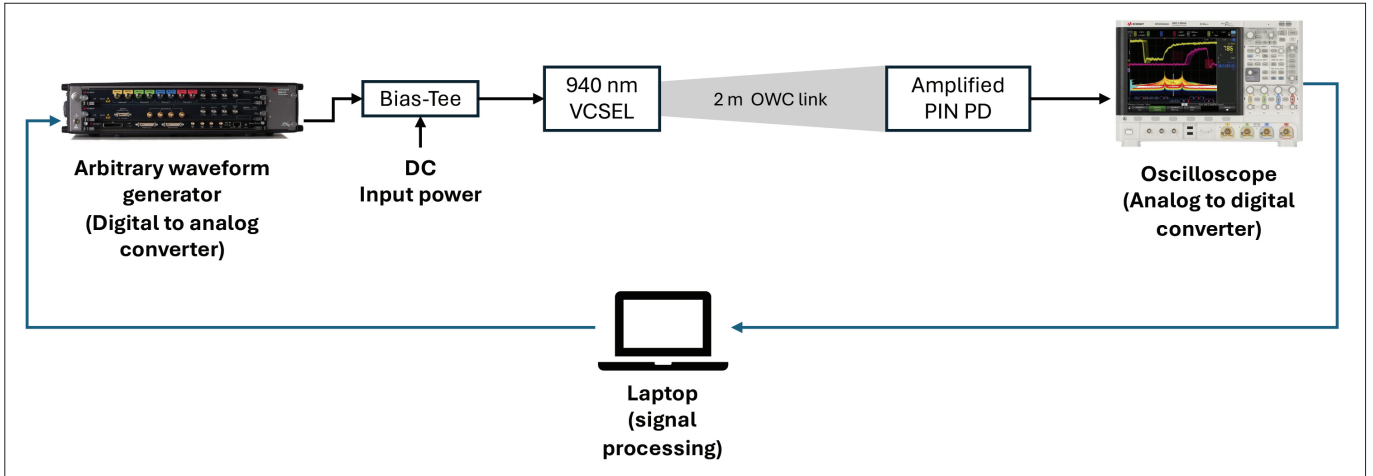 Bias-Tee
940 nm
VCSEL
2 m OWC link
Amplified
PIN PD
Arbitrary waveform
generator
(Digital to analog
converter)
DC
Input power
Oscilloscope
(Analog to digital
converter)
Laptop
(signal
processing)